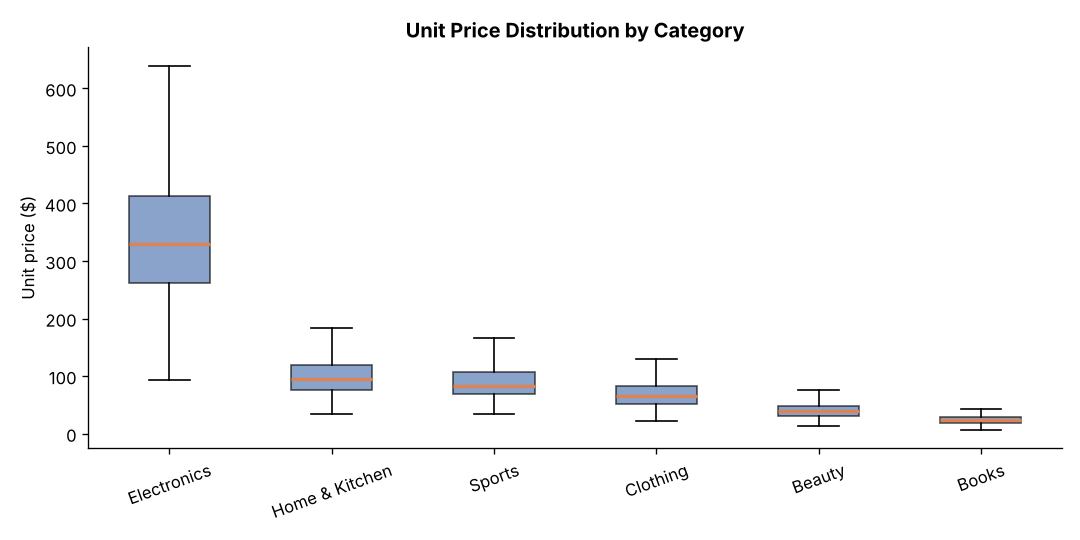 Unit Price Distribution by Category
Unit price ($)
600
500
400
300
200
100
0
Electronics
Home & Kitchen
Sports
Clothing
Beauty
Books